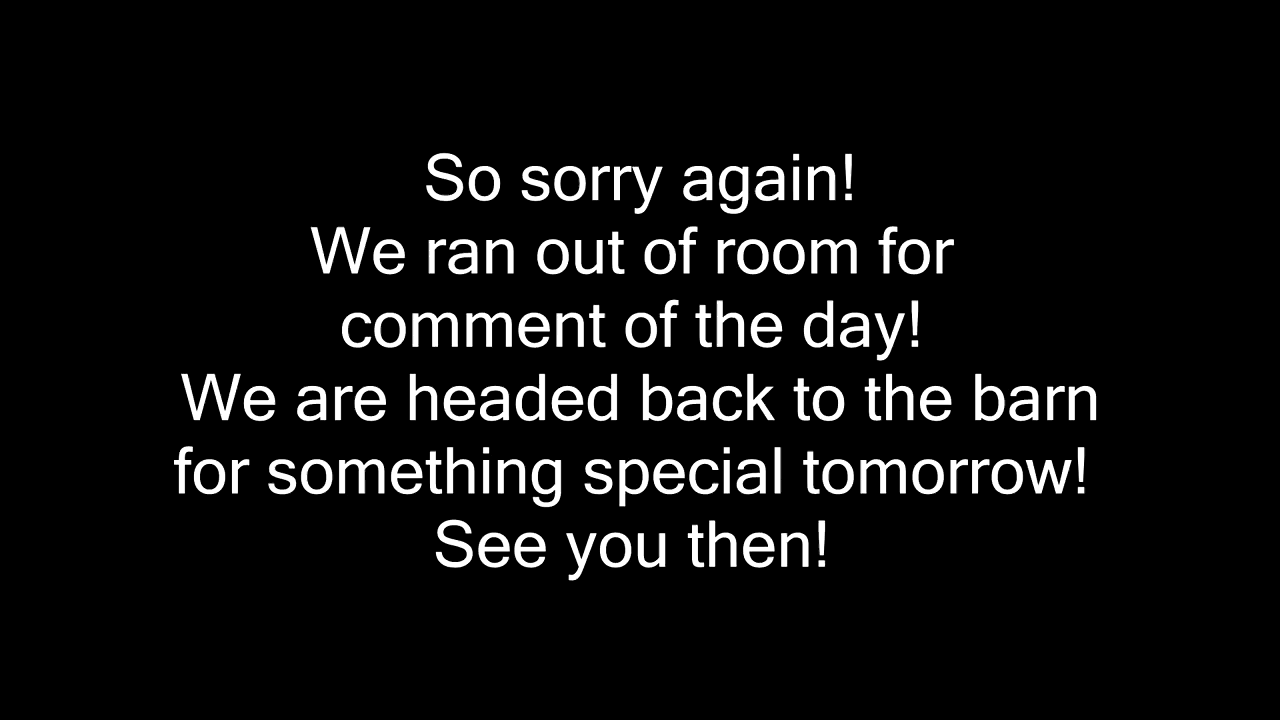 So sorry again!
We ran out of room for
comment of the day!
We are headed back to the barn
for something special tomorrow!
See you then!